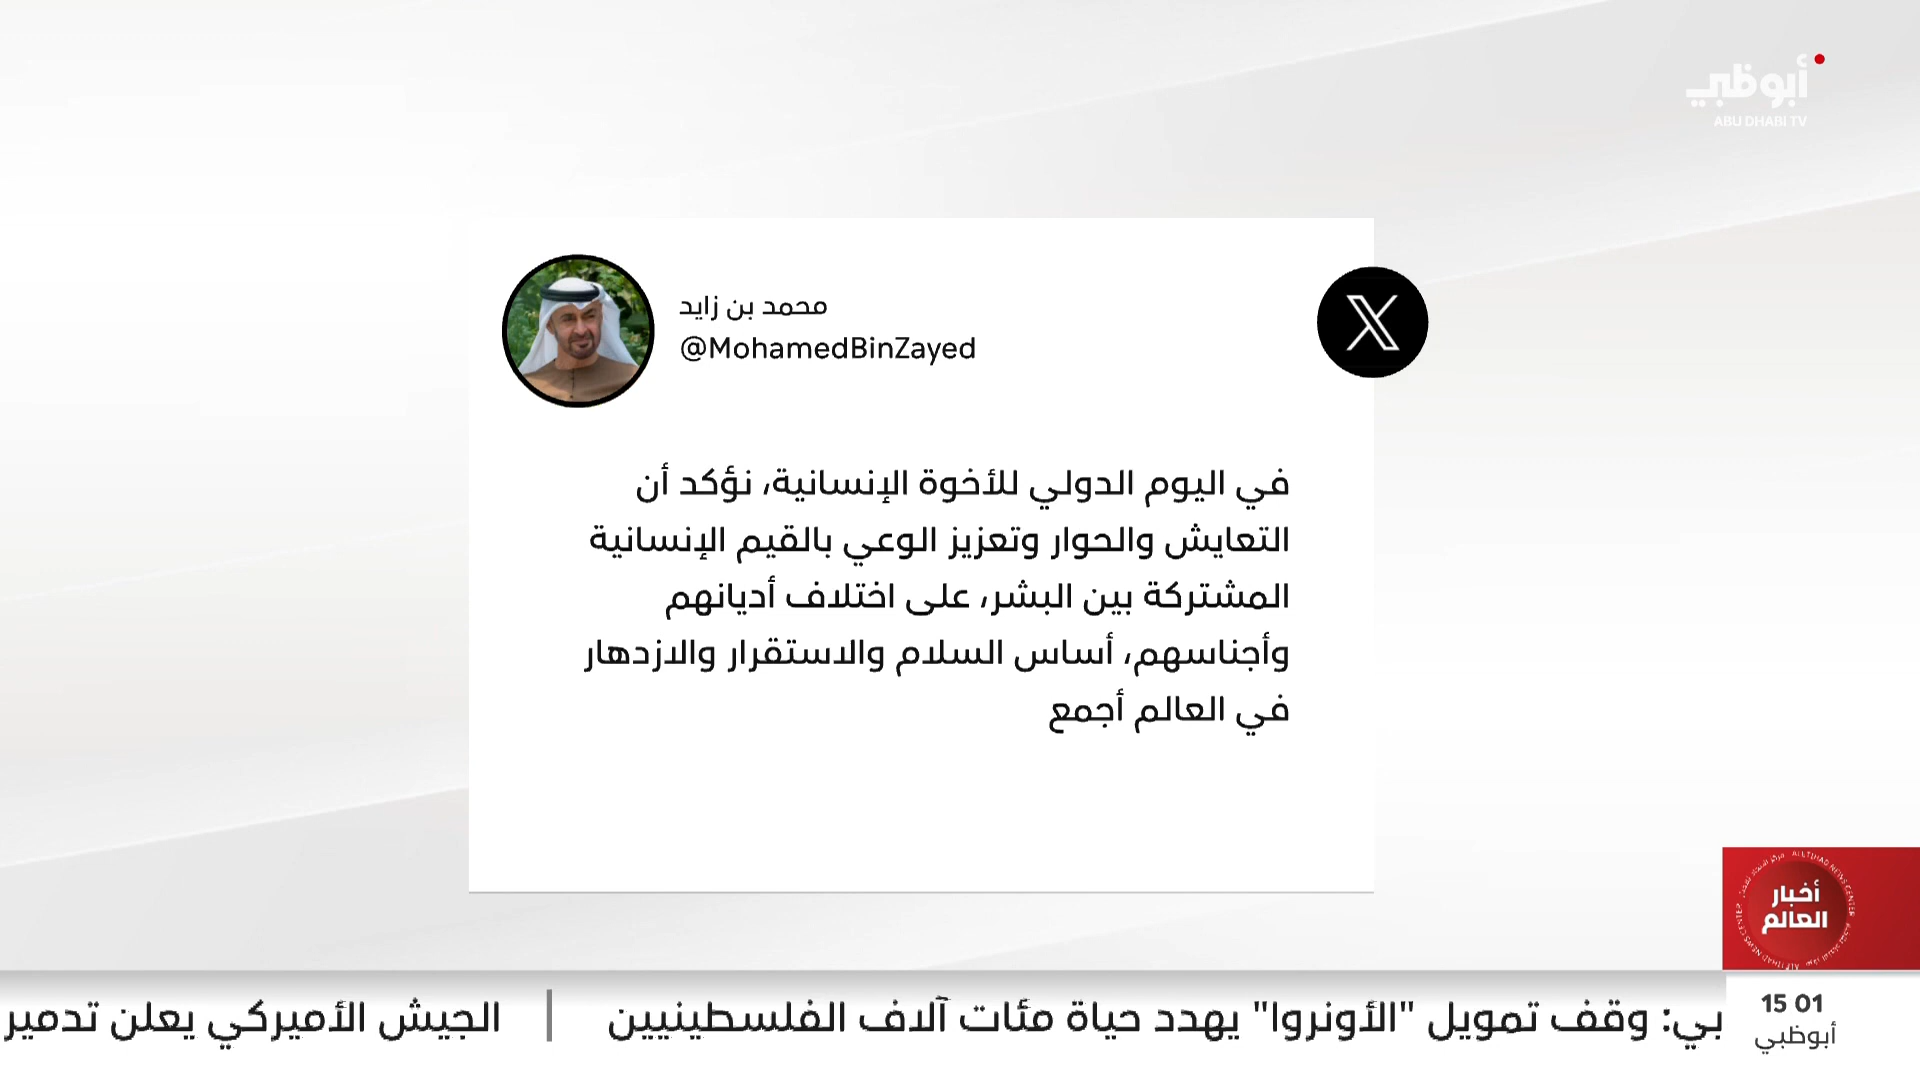 أبوظبي
ABU DHABI TV
محمد بن زايد
@MohamedBinZayed
في اليوم الدولي للأخوة الإنسانية، نؤكد أن
التعايش والحوار وتعزيز الوعي بالقيم الإنسانية
المشتركة بين البشر، على اختلاف أديانهم
وأجناسهم، أساس السلام والاستقرار والازدهار
في العالم أجمع
أخبار
العالم
15 01
أبوظبي
بي: وقف تمويل "الأونروا" يهدد حياة مئات آلاف الفلسطينيين | الجيش الأميركي يعلن تدمير